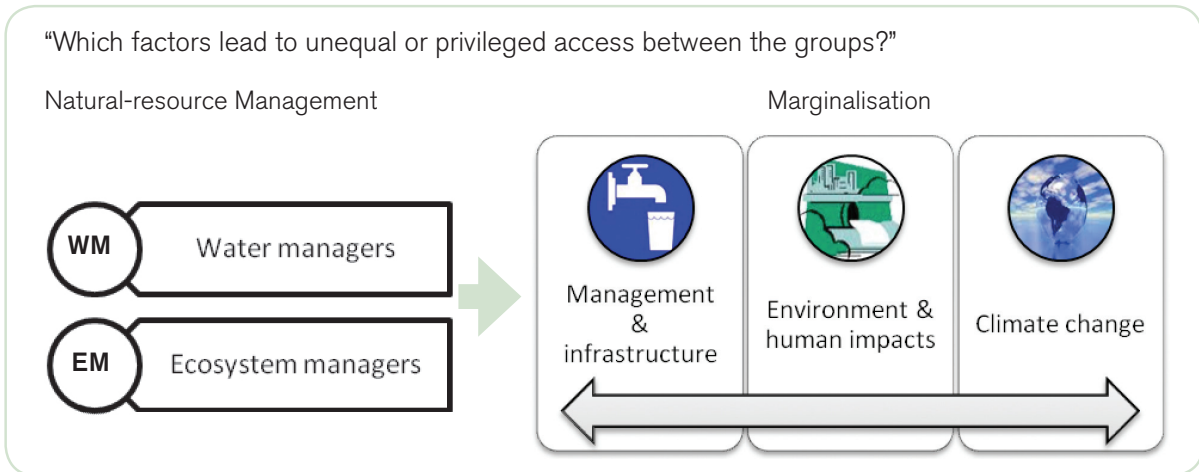 “Which factors lead to unequal or privileged access between the groups?”
Natural-resource Management
Marginalisation
WM
Water managers
EM
Ecosystem managers
Management
&
infrastructure
Environment &
human impacts
Climate change